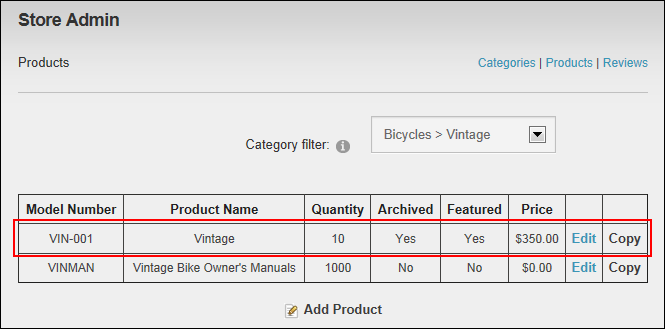 Store Admin
Products
Categories | Products | Reviews
Category filter:
Bicycles > Vintage
Model Number Product Name Quantity Archived Featured Price
VIN-001 Vintage 10 Yes Yes $350.00 Edit Copy
VINMAN Vintage Bike Owner's Manuals 1000 No No $0.00 Edit Copy
Add Product